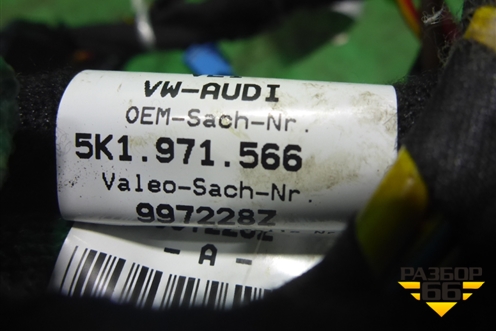 VW-AUDI
OEM-Sach-Nr.
5K1.971.566
Valeo-Sach-Nr.
997228Z
- A -
РАЗБОР
66